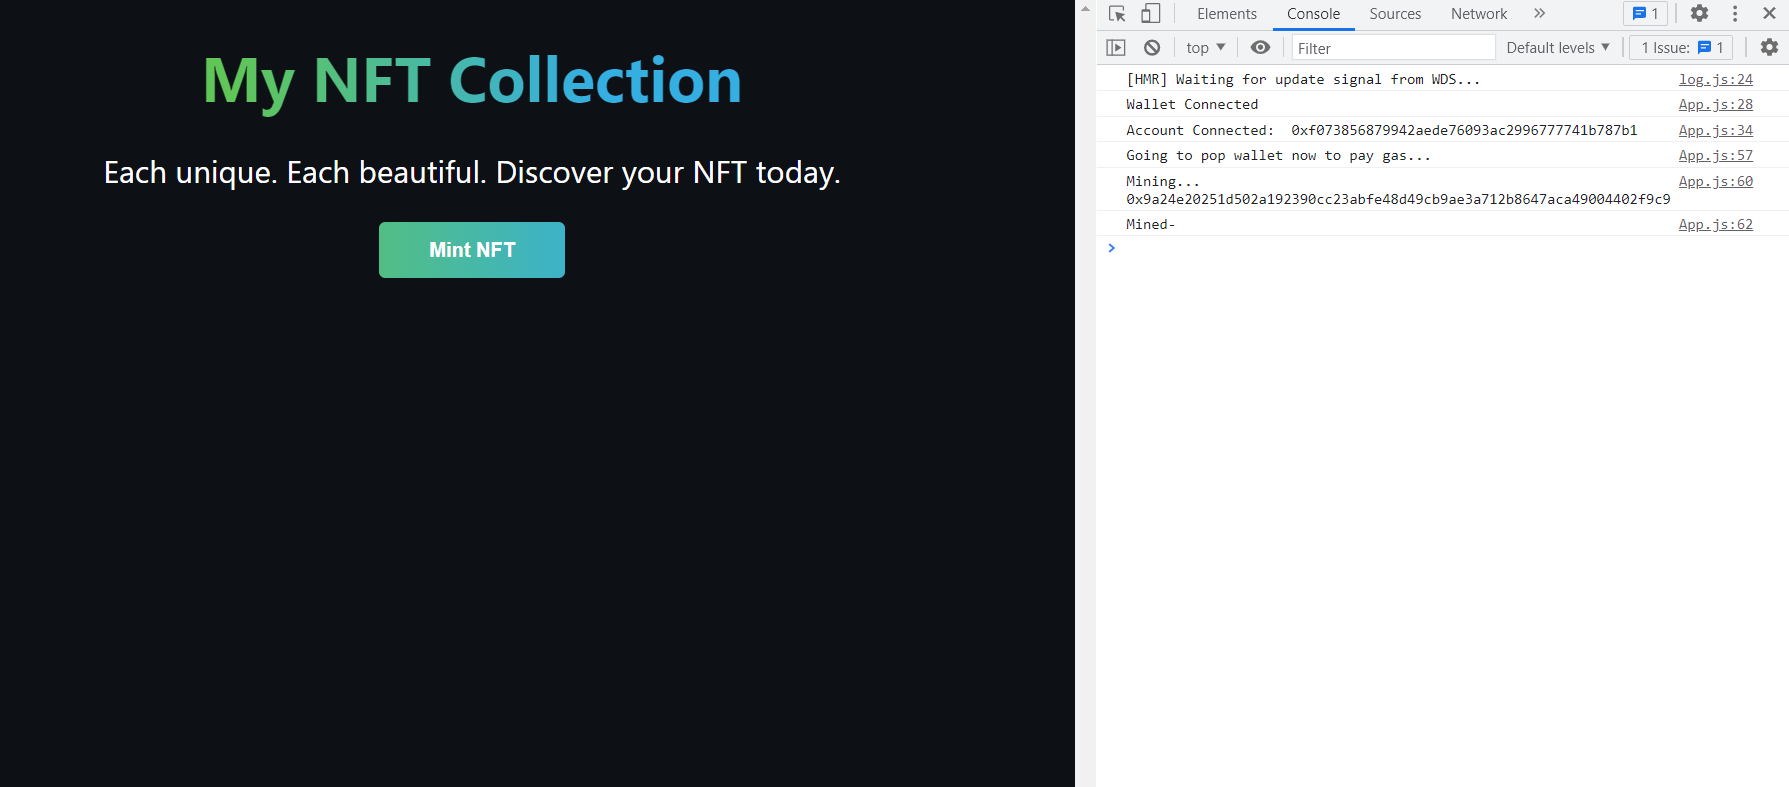 My NFT Collection
Each unique. Each beautiful. Discover your NFT today.
Mint NFT
Elements Console Sources Network » 1
top Filter Default levels 1 Issue: 1
[HMR] Waiting for update signal from WDS... log.js:24
Wallet Connected App.js:28
Account Connected: 0xf073856879942aede76093ac2996777741b787b1 App.js:34
Going to pop wallet now to pay gas... App.js:57
Mining... App.js:60
0x9a24e20251d502a192390cc23abfe48d49cb9ae3a712b8647aca49004402f9c9
Mined- App.js:62